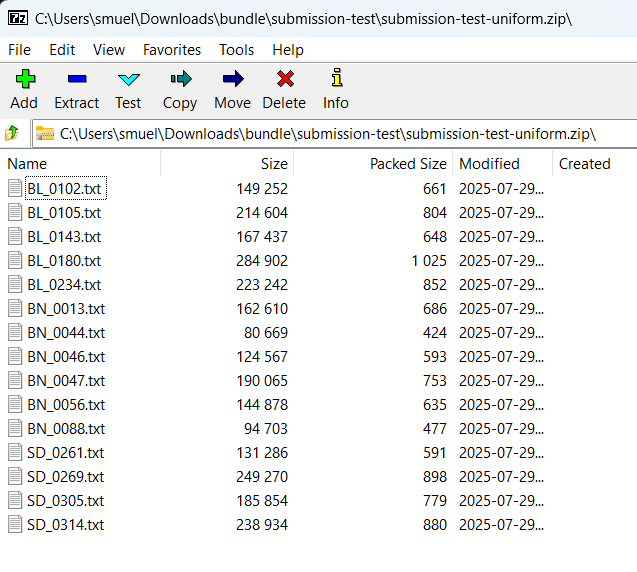 7z C:\Users\smuel\Downloads\bundle\submission-test\submission-test-uniform.zip\
File Edit View Favorites Tools Help
Add Extract Test Copy Move Delete Info
C:\Users\smuel\Downloads\bundle\submission-test\submission-test-uniform.zip\
Name Size Packed Size Modified Created
BL_0102.txt 149 252 661 2025-07-29...
BL_0105.txt 214 604 804 2025-07-29...
BL_0143.txt 167 437 648 2025-07-29...
BL_0180.txt 284 902 1 025 2025-07-29...
BL_0234.txt 223 242 852 2025-07-29...
BN_0013.txt 162 610 686 2025-07-29...
BN_0044.txt 80 669 424 2025-07-29...
BN_0046.txt 124 567 593 2025-07-29...
BN_0047.txt 190 065 753 2025-07-29...
BN_0056.txt 144 878 635 2025-07-29...
BN_0088.txt 94 703 477 2025-07-29...
SD_0261.txt 131 286 591 2025-07-29...
SD_0269.txt 249 270 898 2025-07-29...
SD_0305.txt 185 854 779 2025-07-29...
SD_0314.txt 238 934 880 2025-07-29...